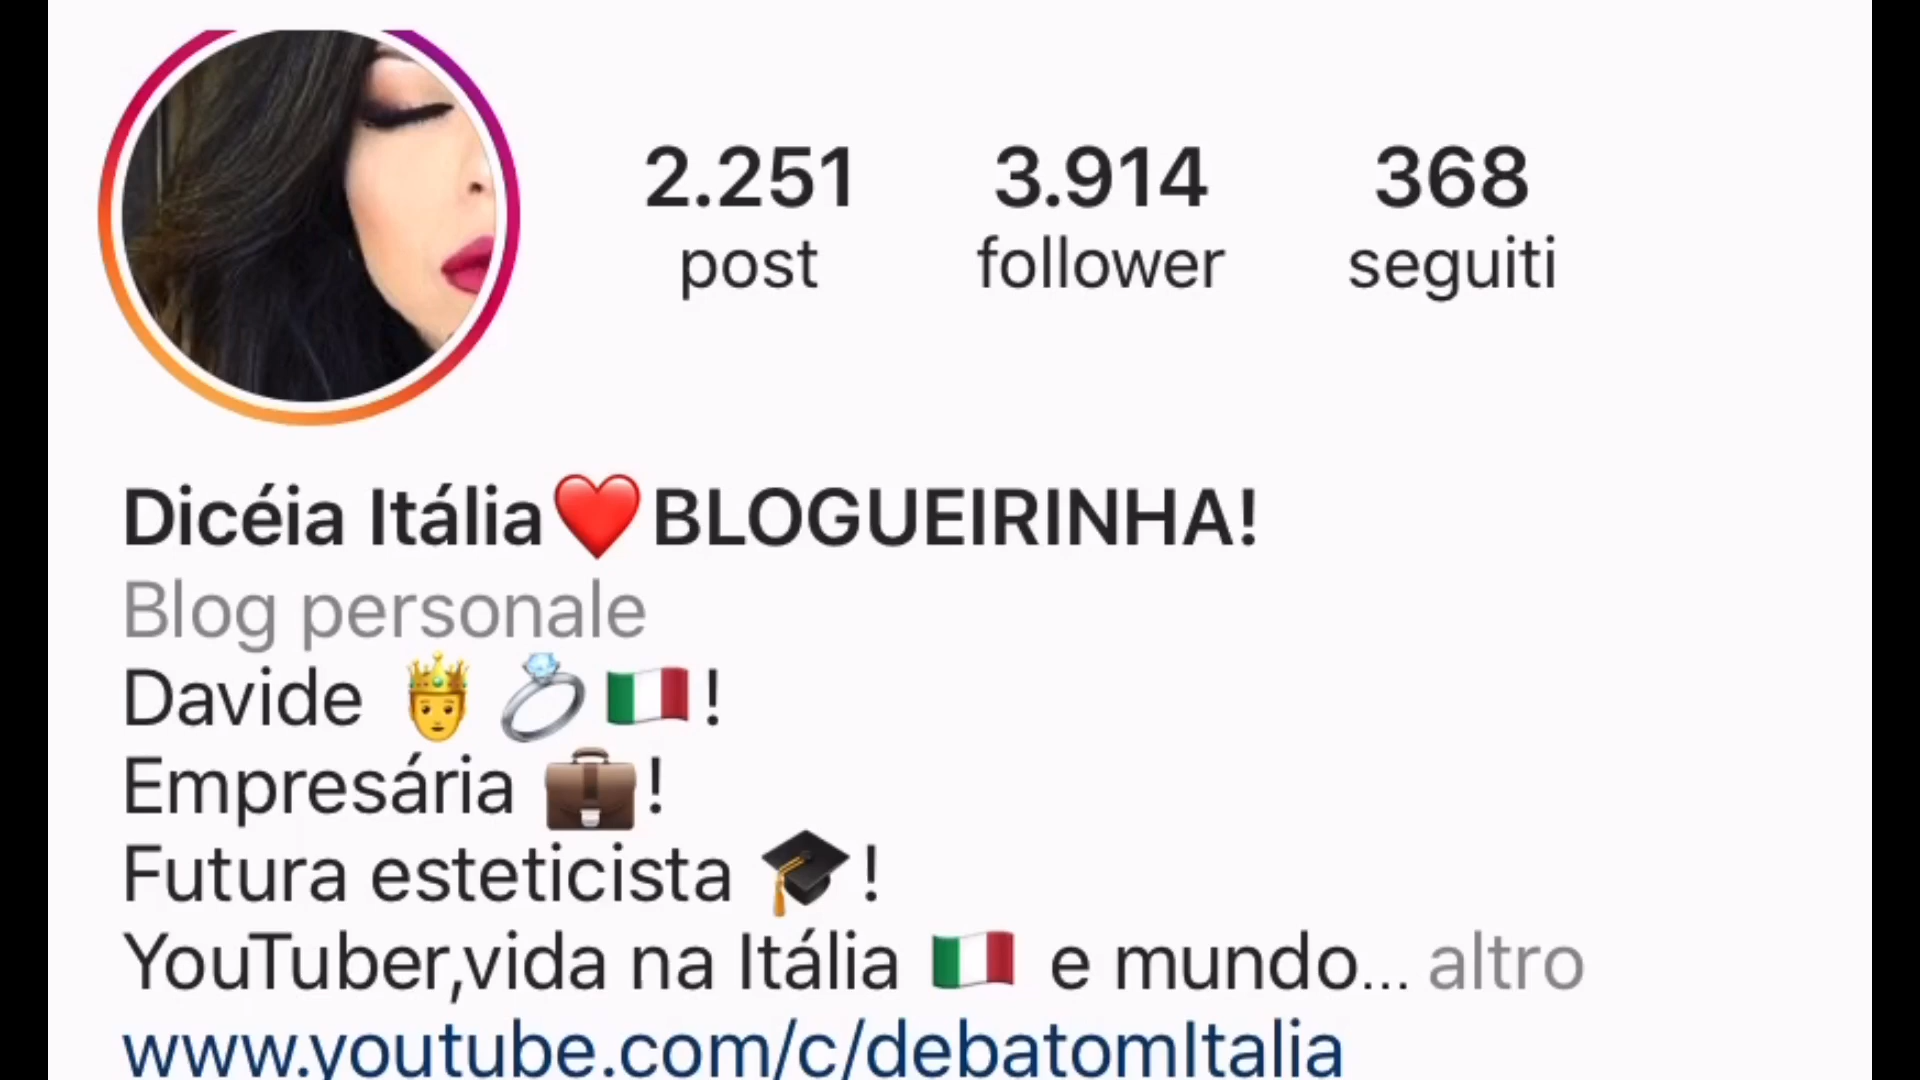 2.251 3.914 368
post follower seguiti
Dicéia Itália❤️BLOGUEIRINHA!
Blog personale
Davide 🤴💍🇮🇹!
Empresária 💼!
Futura esteticista 🎓!
YouTuber,vida na Itália 🇮🇹 e mundo... altro
www.youtube.com/c/debatomItalia